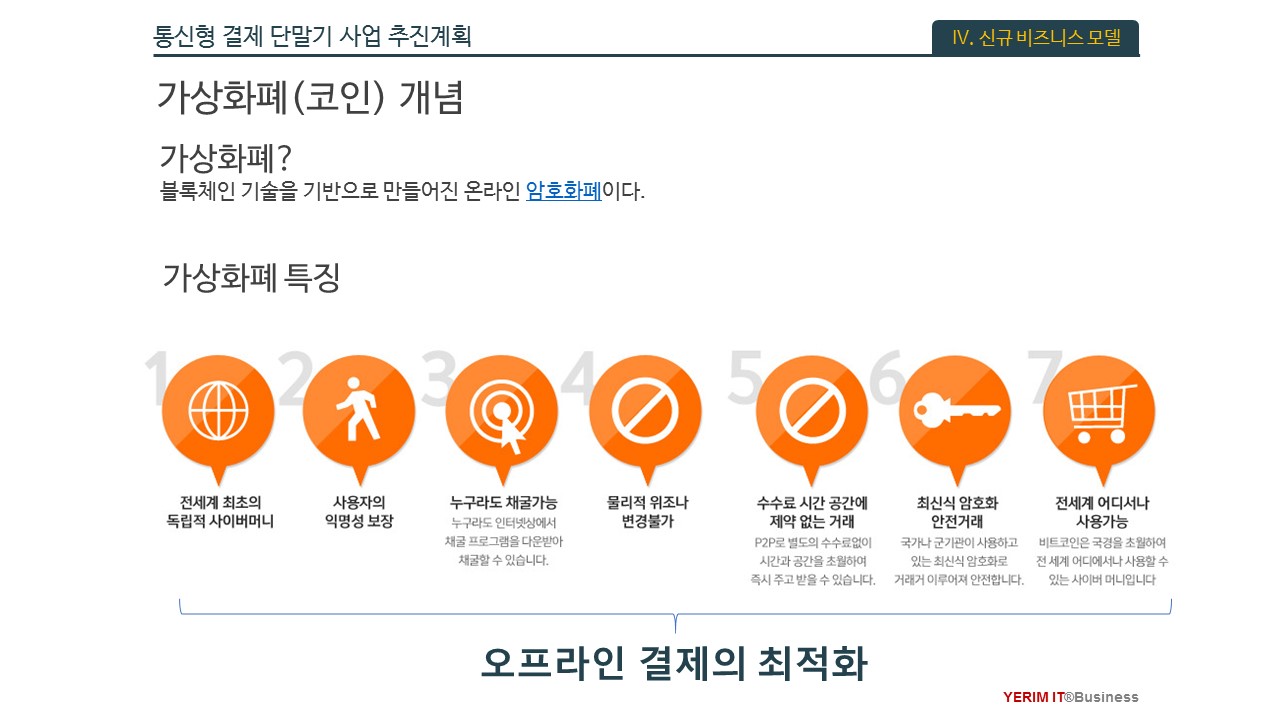 통신형 결제 단말기 사업 추진계획
Ⅳ. 신규 비즈니스 모델
가상화폐(코인) 개념
가상화폐?
블록체인 기술을 기반으로 만들어진 온라인 암호화폐이다.
가상화폐 특징
1
전세계 최초의
독립적 사이버머니
2
사용자의
익명성 보장
3
누구라도 채굴가능
누구라도 인터넷상에서
채굴 프로그램을 다운받아
채굴할 수 있습니다.
4
물리적 위조나
변경불가
5
수수료 시간 공간에
제약 없는 거래
P2P로 별도의 수수료없이
시간과 공간을 초월하여
즉시 주고 받을 수 있습니다.
6
최신식 암호화
안전거래
국가나 군기관이 사용하고
있는 최신식 암호화로
거래거 이루어져 안전합니다.
7
전세계 어디서나
사용가능
비트코인은 국경을 초월하여
전 세계 어디에서나 사용할 수
있는 사이버 머니입니다
오프라인 결제의 최적화
YERIM IT®Business